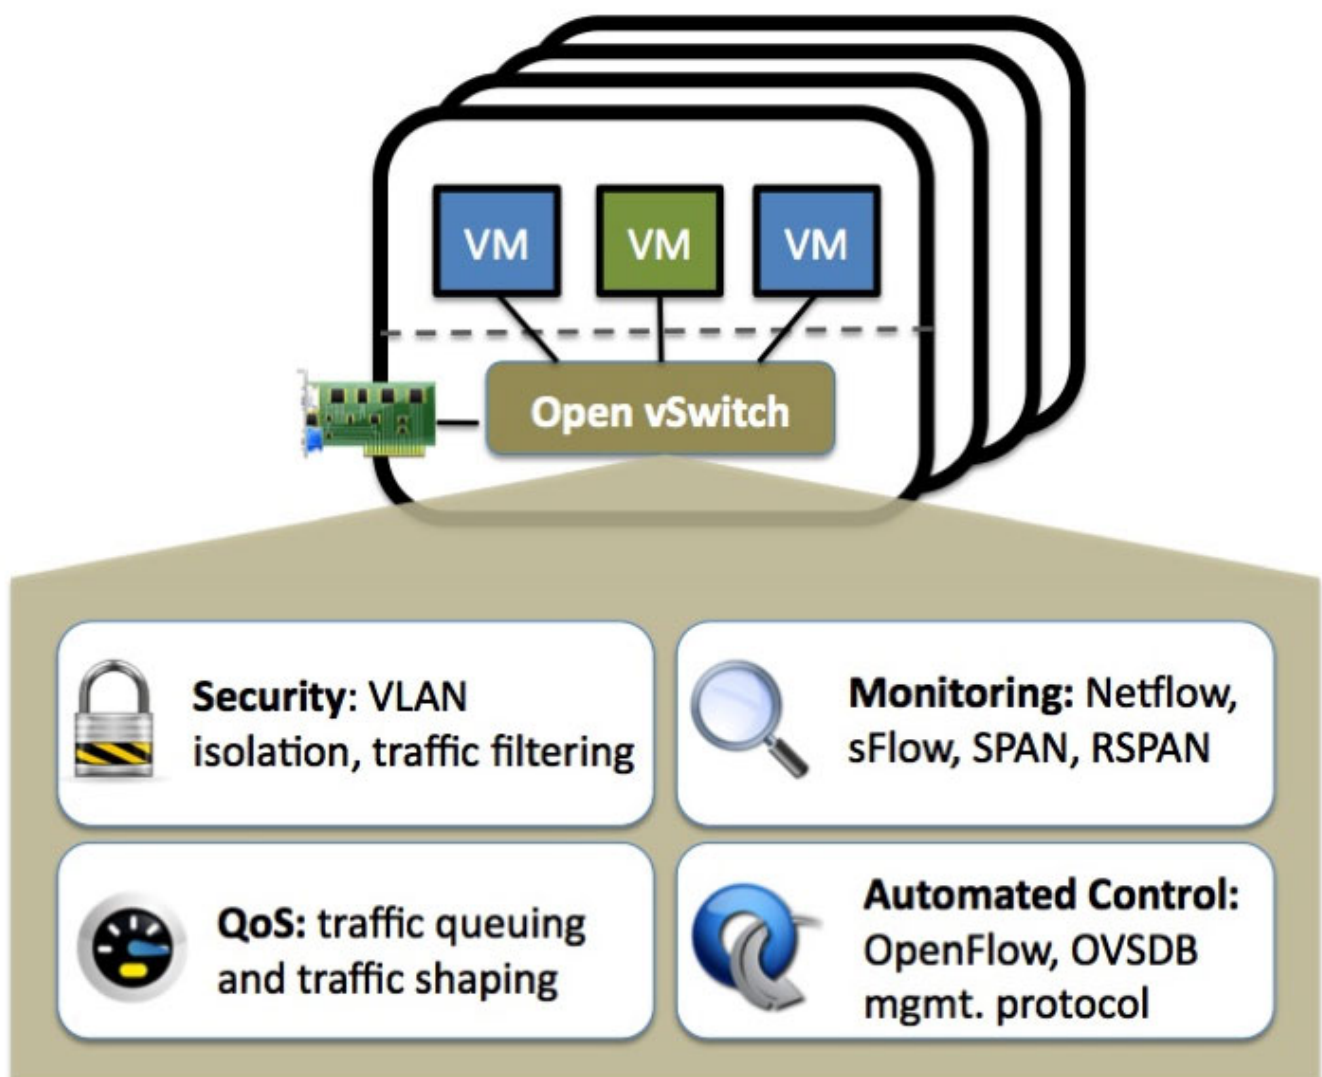 VM
VM
VM
Open vSwitch
Security: VLAN
isolation, traffic filtering
Monitoring: Netflow,
sFlow, SPAN, RSPAN
QoS: traffic queuing
and traffic shaping
Automated Control:
OpenFlow, OVSDB
mgmt. protocol